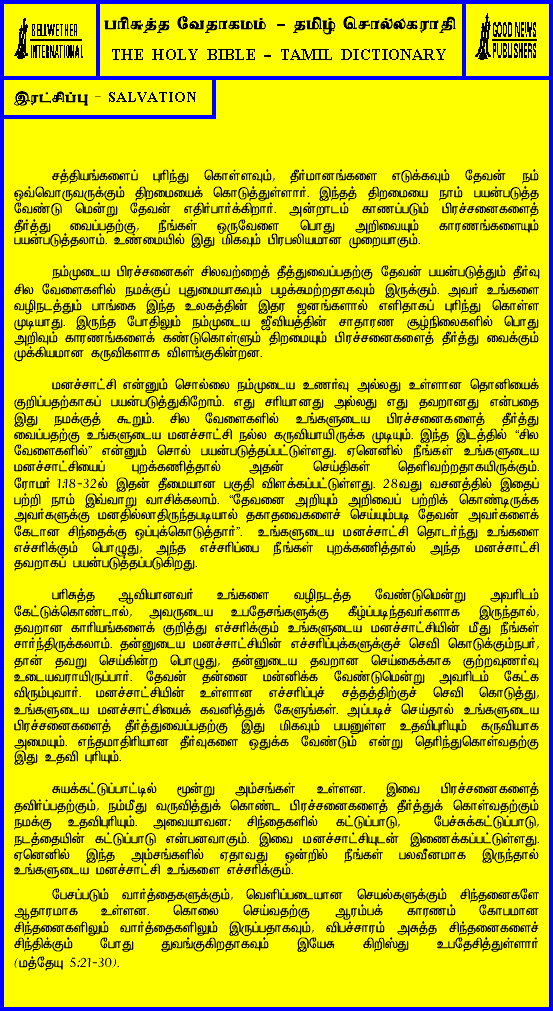 BELLWETHER
INTERNATIONAL
பரிசுத்த வேதாகமம் – தமிழ் சொல்லகராதி
THE HOLY BIBLE – TAMIL DICTIONARY
GOOD NEWS
PUBLISHERS
இரட்சிப்பு – SALVATION
சத்தியங்களைப் புரிந்து கொள்ளவும், தீர்மானங்களை எடுக்கவும் தேவன் நம்
ஒவ்வொருவருக்கும் திறமையைக் கொடுத்துள்ளார். இந்தத் திறமையை நாம் பயன்படுத்த
வேண்டு மென்று தேவன் எதிர்பார்க்கிறார். அன்றாடம் காணப்படும் பிரச்சனைகளைத்
தீர்த்து வைப்பதற்கு, நீங்கள் ஒருவேளை பொது அறிவையும் காரணங்களையும்
பயன்படுத்தலாம். உண்மையில் இது மிகவும் பிரபலியமான முறையாகும்.
நம்முடைய பிரச்சனைகள் சிலவற்றைத் தீத்துவைப்பதற்கு தேவன் பயன்படுத்தும் தீர்வு
சில வேளைகளில் நமக்குப் புதுமையாகவும் பழக்கமற்றதாகவும் இருக்கும். அவர் உங்களை
வழிநடத்தும் பாங்கை இந்த உலகத்தின் இதர ஜனங்களால் எளிதாகப் புரிந்து கொள்ள
முடியாது. இருந்த போதிலும் நம்முடைய ஜீவியத்தின் சாதாரண சூழ்நிலைகளில் பொது
அறிவும் காரணங்களைக் கண்டுகொள்ளும் திறமையும் பிரச்சனைகளைத் தீர்த்து வைக்கும்
முக்கியமான கருவிகளாக விளங்குகின்றன.
மனச்சாட்சி என்னும் சொல்லை நம்முடைய உணர்வு அல்லது உள்ளான தொனியைக்
குறிப்பதற்காகப் பயன்படுத்துகிறோம். எது சரியானது அல்லது எது தவறானது என்பதை
இது நமக்குத் கூறும். சில வேளைகளில் உங்களுடைய பிரச்சனைகளைத் தீர்த்து
வைப்பதற்கு உங்களுடைய மனச்சாட்சி நல்ல கருவியாயிருக்க முடியும். இந்த இடத்தில் “சில
வேளைகளில்” என்னும் சொல் பயன்படுத்தப்பட்டுள்ளது. ஏனெனில் நீங்கள் உங்களுடைய
மனச்சாட்சியைப் புறக்கணித்தால் அதன் செய்திகள் தெளிவற்றதாகயிருக்கும்.
ரோமர் 1:18-32ல் இதன் தீமையான பகுதி விளக்கப்பட்டுள்ளது. 28வது வசனத்தில் இதைப்
பற்றி நாம் இவ்வாறு வாசிக்கலாம். “தேவனை அறியும் அறிவைப் பற்றிக் கொண்டிருக்க
அவர்களுக்கு மனதில்லாதிருந்தபடியால் தகாதவைகளைச் செய்யும்படி தேவன் அவர்களைக்
கேடான சிந்தைக்கு ஒப்புக்கொடுத்தார்”. உங்களுடைய மனச்சாட்சி தொடர்ந்து உங்களை
எச்சரிக்கும் பொழுது, அந்த எச்சரிப்பை நீங்கள் புறக்கணித்தால் அந்த மனச்சாட்சி
தவறாகப் பயன்படுத்தப்படுகிறது.
பரிசுத்த ஆவியானவர் உங்களை வழிநடத்த வேண்டுமென்று அவரிடம்
கேட்டுக்கொண்டால், அவருடைய உபதேசங்களுக்கு கீழ்ப்படிந்தவர்களாக இருந்தால்,
தவறான காரியங்களைக் குறித்து எச்சரிக்கும் உங்களுடைய மனச்சாட்சியின் மீது நீங்கள்
சார்ந்திருக்கலாம். தன்னுடைய மனச்சாட்சியின் எச்சரிப்புக்களுக்குச் செவி கொடுக்கும்நபர்,
தான் தவறு செய்கின்ற பொழுது, தன்னுடைய தவறான செய்கைக்காக குற்றவுணர்வு
உடையவராயிருப்பார். தேவன் தன்னை மன்னிக்க வேண்டுமென்று அவரிடம் கேட்க
விரும்புவார். மனச்சாட்சியின் உள்ளான எச்சரிப்புச் சத்தத்திற்குச் செவி கொடுத்து,
உங்களுடைய மனச்சாட்சியைக் கவனித்துக் கேளுங்கள். அப்படிச் செய்தால் உங்களுடைய
பிரச்சனைகளைத் தீர்த்துவைப்பதற்கு இது மிகவும் பயனுள்ள உதவிபுரியும் கருவியாக
அமையும். எந்தமாதிரியான தீர்வுகளை ஒதுக்க வேண்டும் என்று தெரிந்துகொள்வதற்கு
இது உதவி புரியும்.
சுயக்கட்டுப்பாட்டில் மூன்று அம்சங்கள் உள்ளன. இவை பிரச்சனைகளைத்
தவிர்ப்பதற்கும், நம்மீது வருவித்துக் கொண்ட பிரச்சனைகளைத் தீர்த்துக் கொள்வதற்கும்
நமக்கு உதவிபுரியும். அவையாவன: சிந்தைகளில் கட்டுப்பாடு, பேச்சுக்கட்டுப்பாடு,
நடத்தையின் கட்டுப்பாடு என்பனவாகும். இவை மனச்சாட்சியுடன் இணைக்கப்பட்டுள்ளது.
ஏனெனில் இந்த அம்சங்களில் ஏதாவது ஒன்றில் நீங்கள் பலவீனமாக இருந்தால்
உங்களுடைய மனச்சாட்சி உங்களை எச்சரிக்கும்.
பேசப்படும் வார்த்தைகளுக்கும், வெளிப்படையான செயல்களுக்கும் சிந்தனைகளே
ஆதாரமாக உள்ளன. கொலை செய்வதற்கு ஆரம்பக் காரணம் கோபமான
சிந்தனைகளிலும் வார்த்தைகளிலும் இருப்பதாகவும், விபச்சாரம் அசுத்த சிந்தனைகளைச்
சிந்திக்கும் போது துவங்குகிறதாகவும் இயேசு கிறிஸ்து உபதேசித்துள்ளார்
(மத்தேயு 5:21-30).